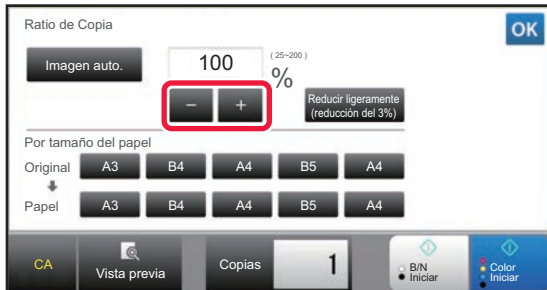 Ratio de Copia
OK
Imagen auto.
100
(25~200)
%
− +
Reducir ligeramente
(reducción del 3%)
Por tamaño del papel
Original A3 B4 A4 B5 A4
Papel A3 B4 A4 B5 A4
CA
Vista previa
Copias
1
B/N
Iniciar
Color
Iniciar